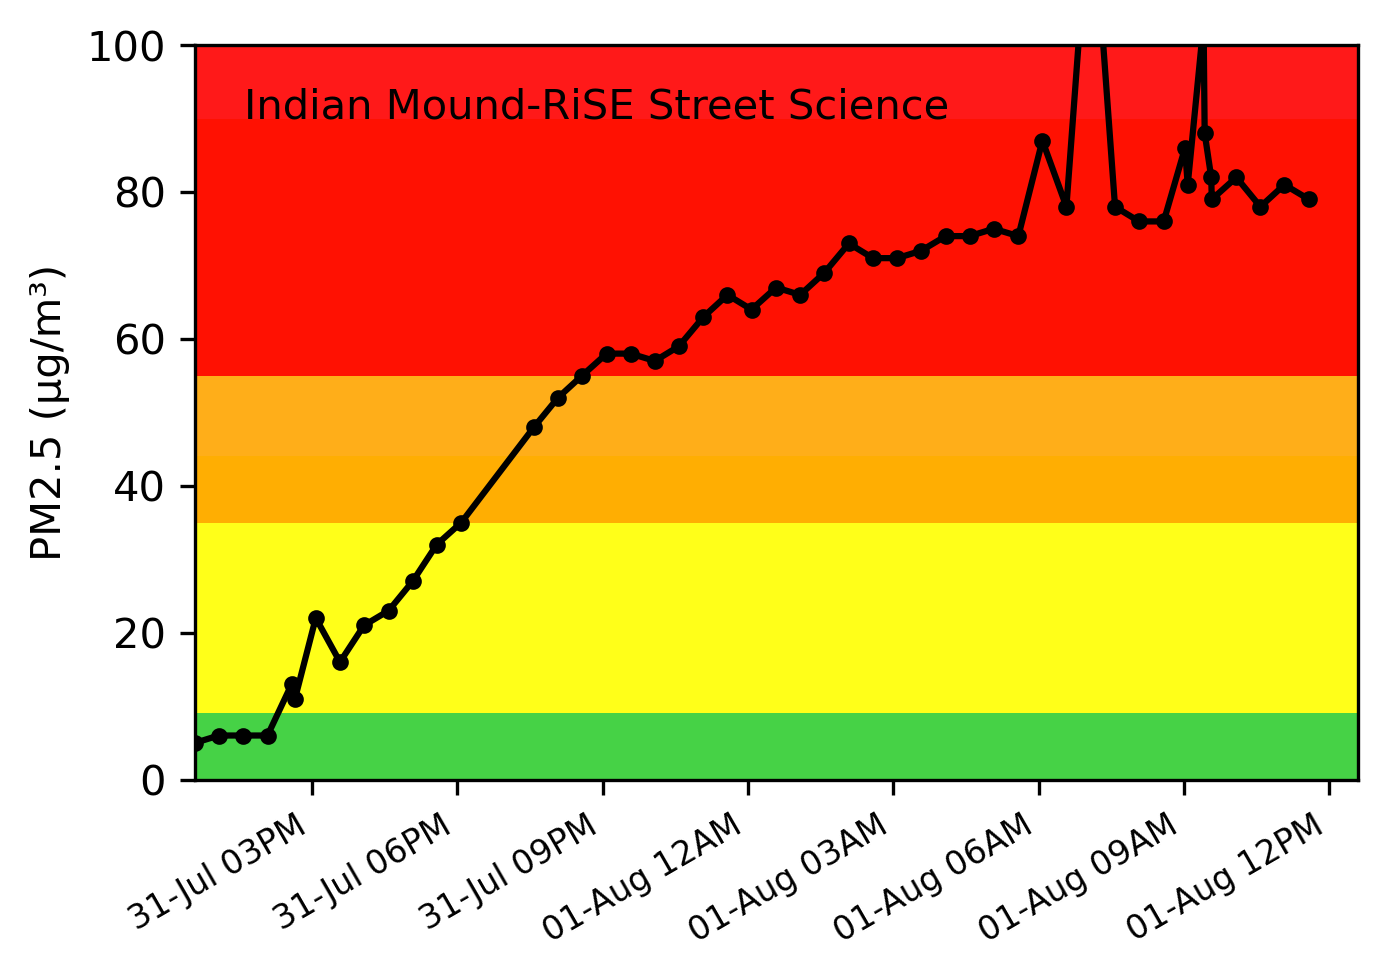 100
Indian Mound-RiSE Street Science
80
60
40
20
0
PM2.5 (µg/m³)
31-Jul 03PM
31-Jul 06PM
31-Jul 09PM
01-Aug 12AM
01-Aug 03AM
01-Aug 06AM
01-Aug 09AM
01-Aug 12PM